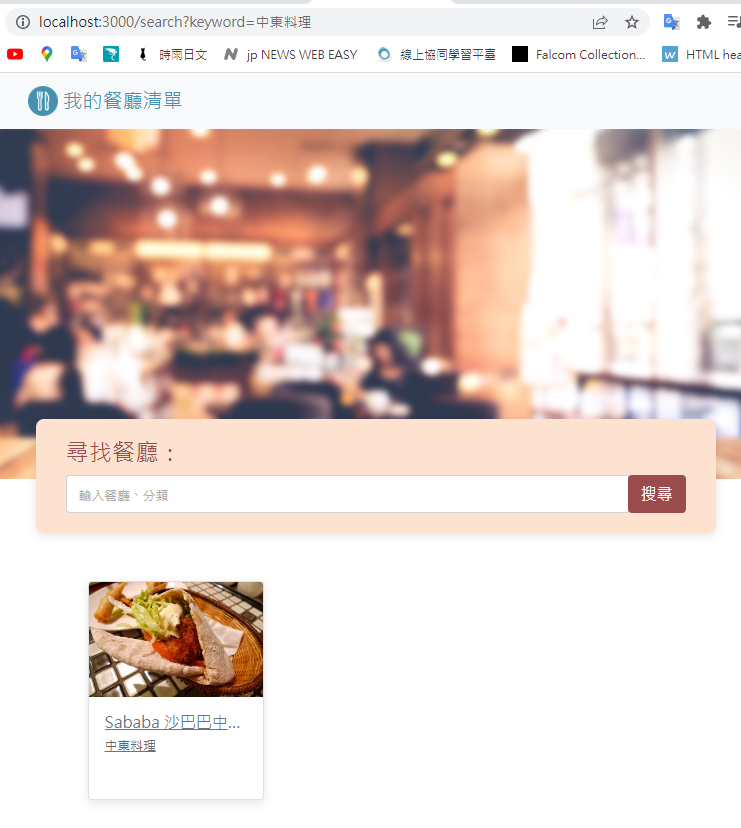 localhost:3000/search?keyword=中東料理
時雨日文
jp NEWS WEB EASY
線上協同學習平臺
Falcom Collection...
HTML hea
我的餐廳清單
尋找餐廳：
輸入餐廳、分類
搜尋
Sababa 沙巴巴中...
中東料理